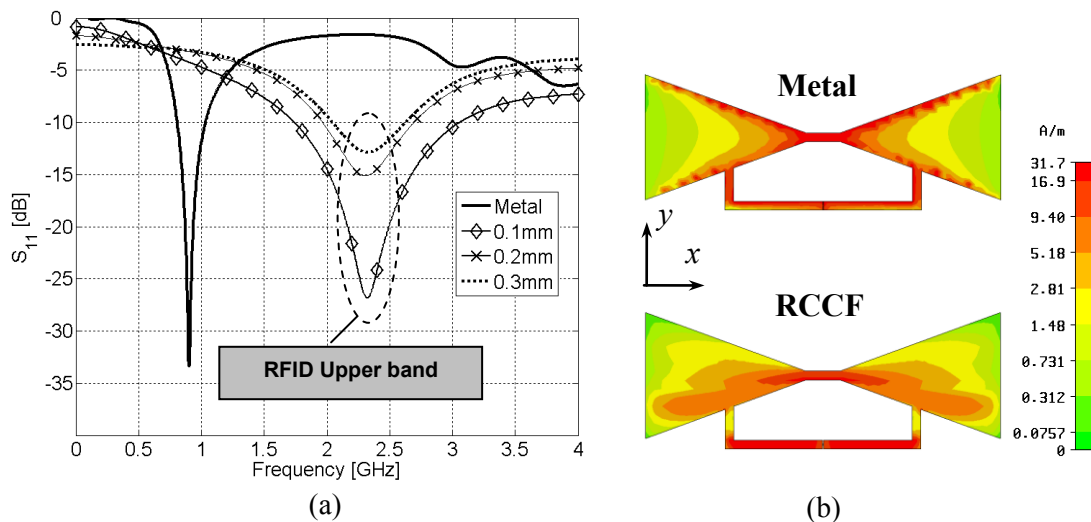 0
-5
-10
-15
-20
-25
-30
-35
S11 [dB]
0 0.5 1 1.5 2 2.5 3 3.5 4
Frequency [GHz]
Metal
0.1mm
0.2mm
0.3mm
RFID Upper band
(a)
Metal
y
x
RCCF
A/m
31.7
16.9
9.40
5.18
2.81
1.48
0.731
0.312
0.0757
0
(b)